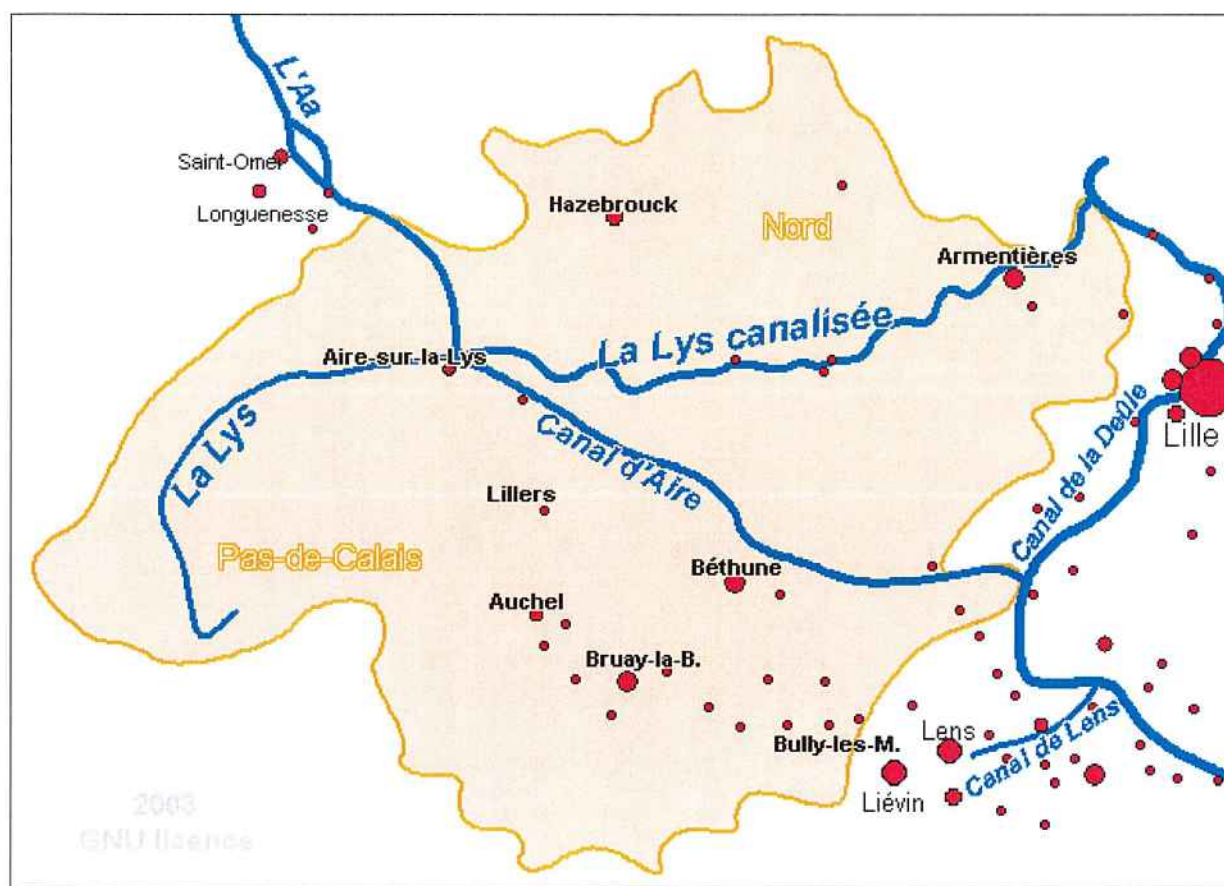 L'Aa
Saint-Omer
Longuenesse
Hazebrouck
Nord
Armentières
La Lys canalisée
Aire-sur-la-Lys
La Lys
Canal d'Aire
Canal de la Deûle
Lille
Lillers
Pas-de-Calais
Béthune
Auchel
Bruay-la-B.
Bully-les-M.
Lens
Canal de Lens
Liévin
2003
GNU licence